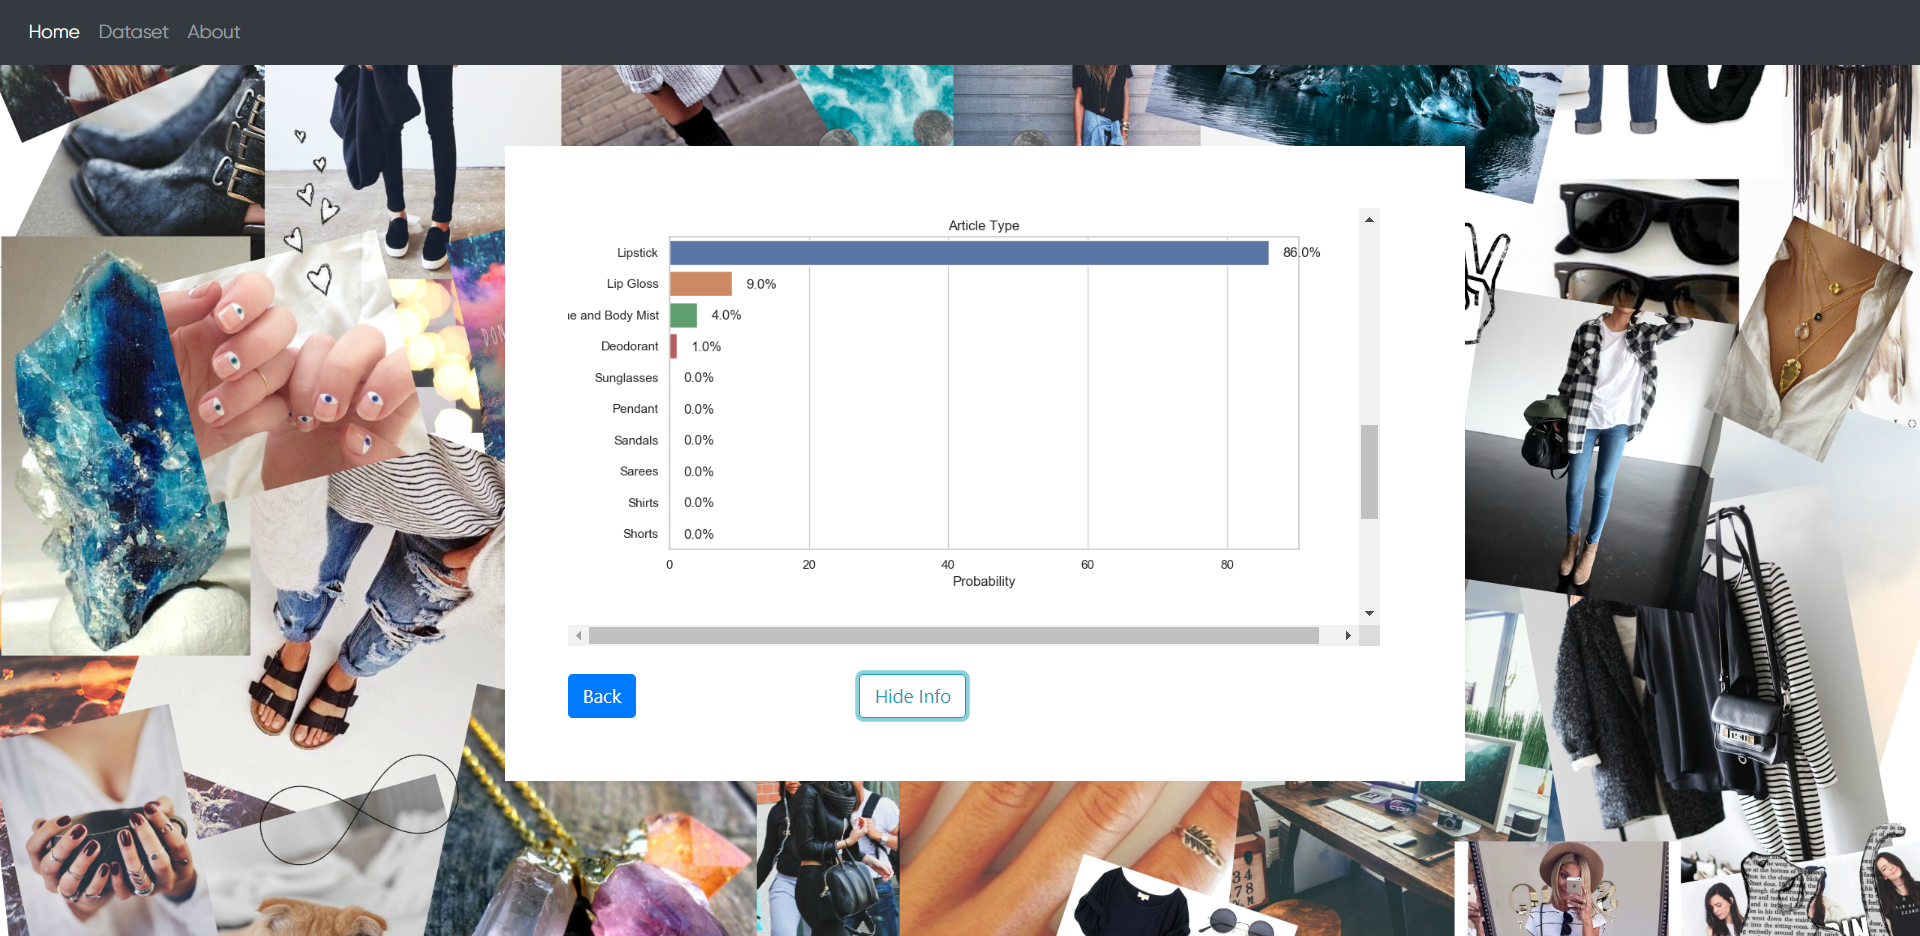 Home Dataset About
Article Type
Lipstick 86.0%
Lip Gloss 9.0%
e and Body Mist 4.0%
Deodorant 1.0%
Sunglasses 0.0%
Pendant 0.0%
Sandals 0.0%
Sarees 0.0%
Shirts 0.0%
Shorts 0.0%
0 20 40 60 80
Probability
Back Hide Info